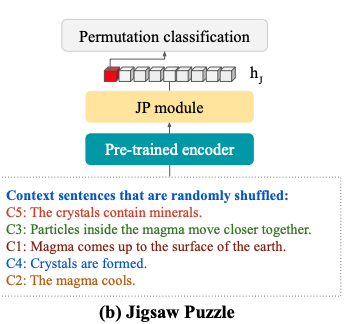 Permutation classification
h_J
JP module
Pre-trained encoder
Context sentences that are randomly shuffled:
C5: The crystals contain minerals.
C3: Particles inside the magma move closer together.
C1: Magma comes up to the surface of the earth.
C4: Crystals are formed.
C2: The magma cools.
(b) Jigsaw Puzzle